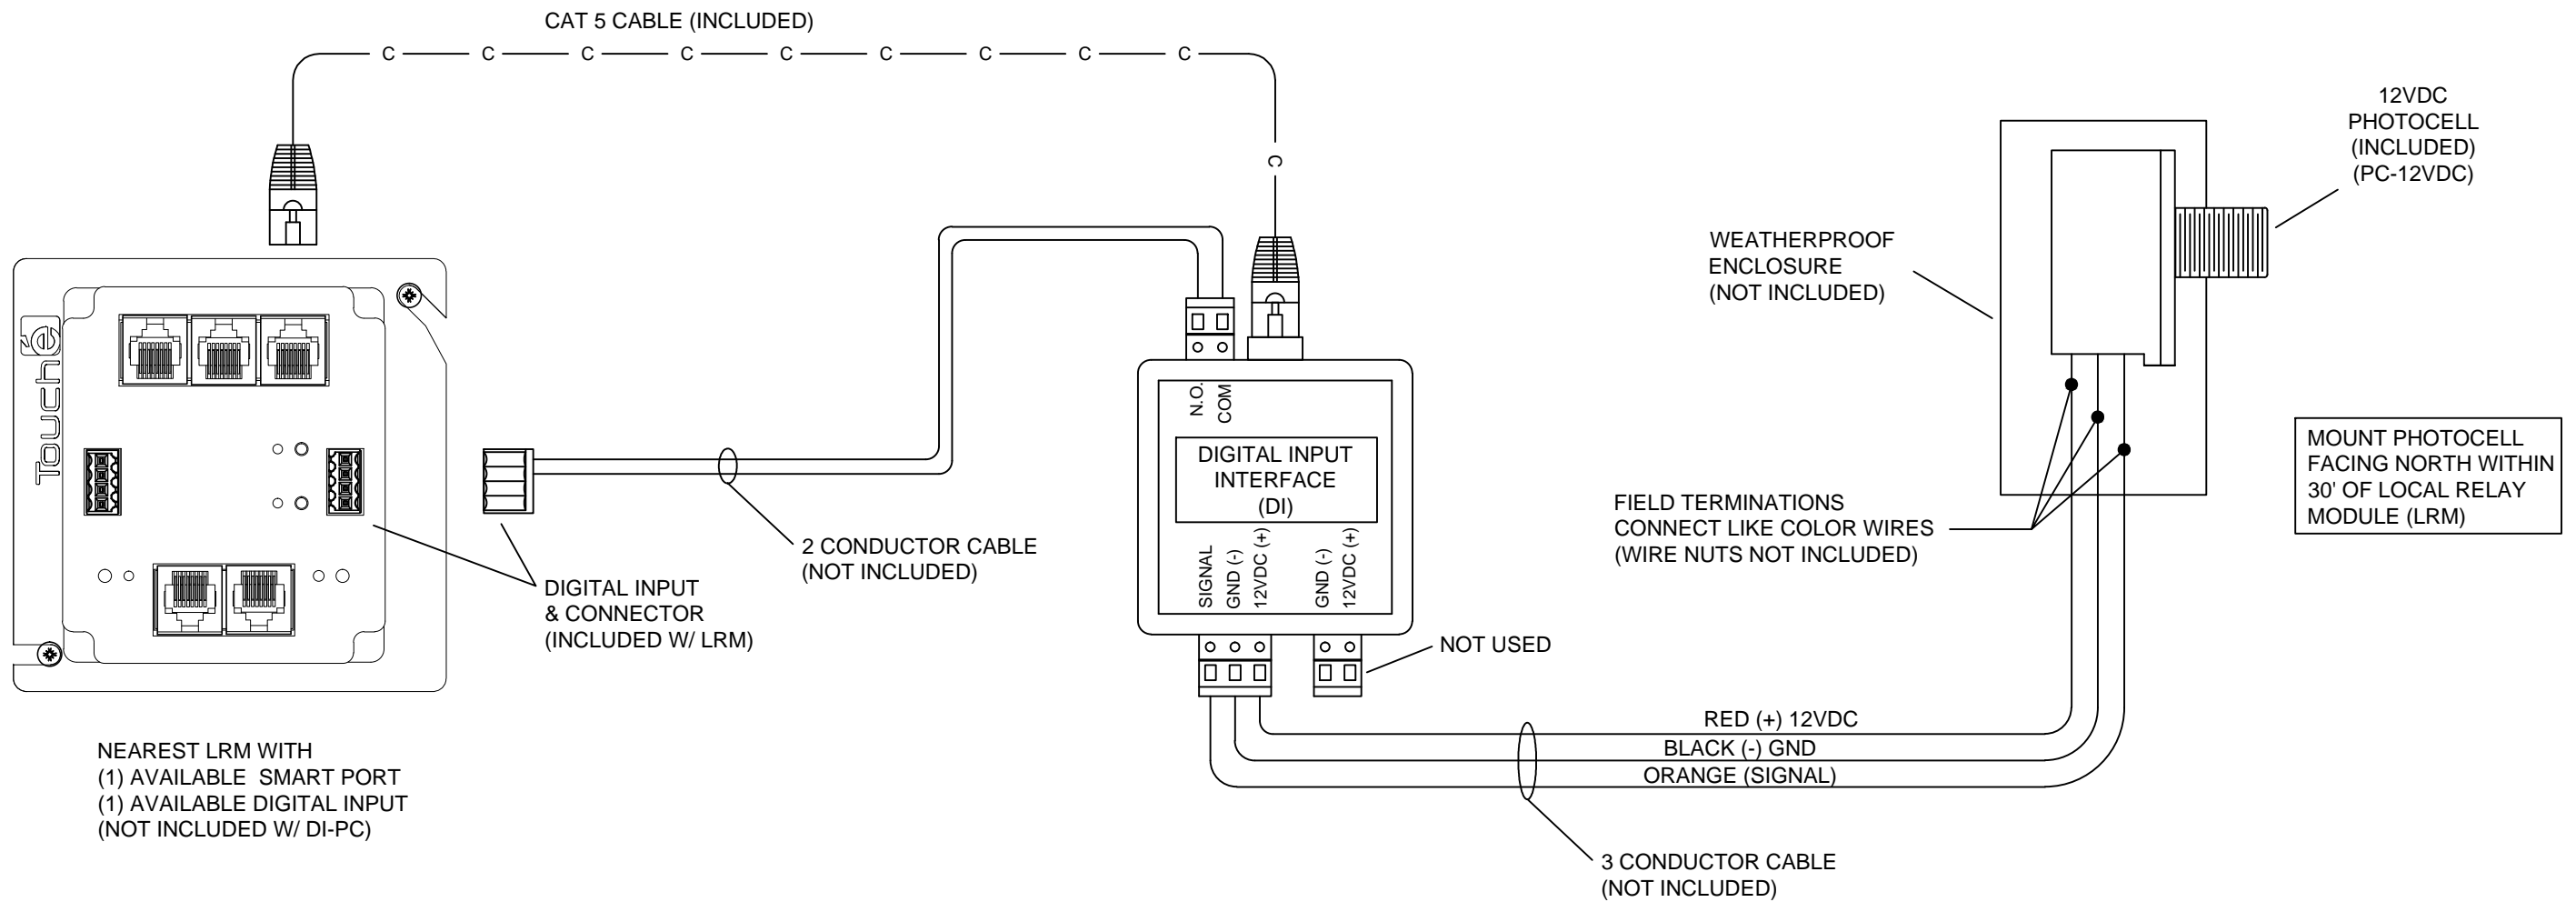 CAT 5 CABLE (INCLUDED)
C C C C C C C C C
C
12VDC
PHOTOCELL
(INCLUDED)
(PC-12VDC)
WEATHERPROOF
ENCLOSURE
(NOT INCLUDED)
Touché
N.O.
COM
DIGITAL INPUT
INTERFACE
(DI)
SIGNAL
GND (-)
12VDC (+)
GND (-)
12VDC (+)
MOUNT PHOTOCELL
FACING NORTH WITHIN
30' OF LOCAL RELAY
MODULE (LRM)
FIELD TERMINATIONS
CONNECT LIKE COLOR WIRES
(WIRE NUTS NOT INCLUDED)
2 CONDUCTOR CABLE
(NOT INCLUDED)
DIGITAL INPUT
& CONNECTOR
(INCLUDED W/ LRM)
NOT USED
RED (+) 12VDC
BLACK (-) GND
ORANGE (SIGNAL)
NEAREST LRM WITH
(1) AVAILABLE SMART PORT
(1) AVAILABLE DIGITAL INPUT
(NOT INCLUDED W/ DI-PC)
3 CONDUCTOR CABLE
(NOT INCLUDED)